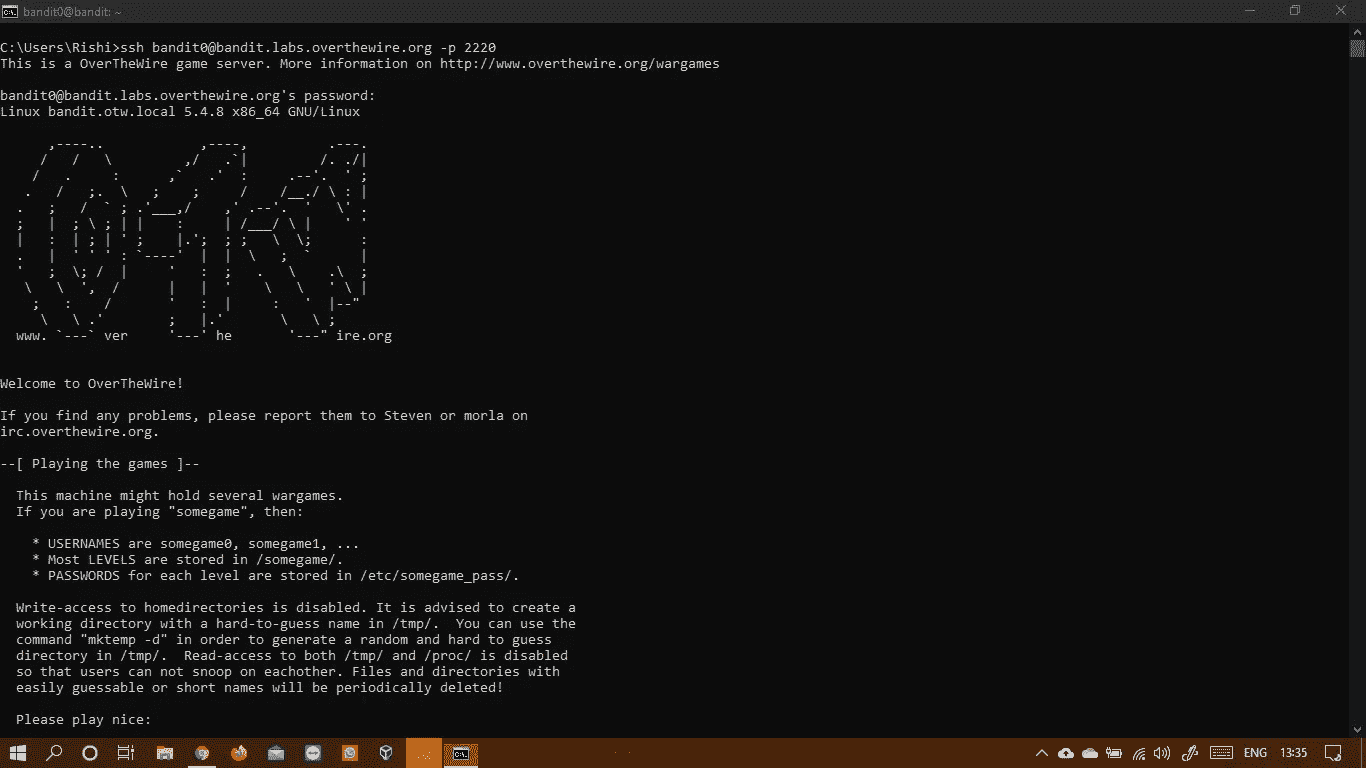 bandit0@bandit: ~
C:\Users\Rishi>ssh bandit0@bandit.labs.overthewire.org -p 2220
This is a OverTheWire game server. More information on http://www.overthewire.org/wargames
bandit0@bandit.labs.overthewire.org's password:
Linux bandit.otw.local 5.4.8 x86_64 GNU/Linux
www. `---` ver '---' he '---" ire.org
Welcome to OverTheWire!
If you find any problems, please report them to Steven or morla on
irc.overthewire.org.
--[ Playing the games ]--
This machine might hold several wargames.
If you are playing "somegame", then:
* USERNAMES are somegame0, somegame1, ...
* Most LEVELS are stored in /somegame/.
* PASSWORDS for each level are stored in /etc/somegame_pass/.
Write-access to homedirectories is disabled. It is advised to create a
working directory with a hard-to-guess name in /tmp/.  You can use the
command "mktemp -d" in order to generate a random and hard to guess
directory in /tmp/.  Read-access to both /tmp/ and /proc/ is disabled
so that users can not snoop on eachother. Files and directories with
easily guessable or short names will be periodically deleted!
Please play nice:
ENG 13:35